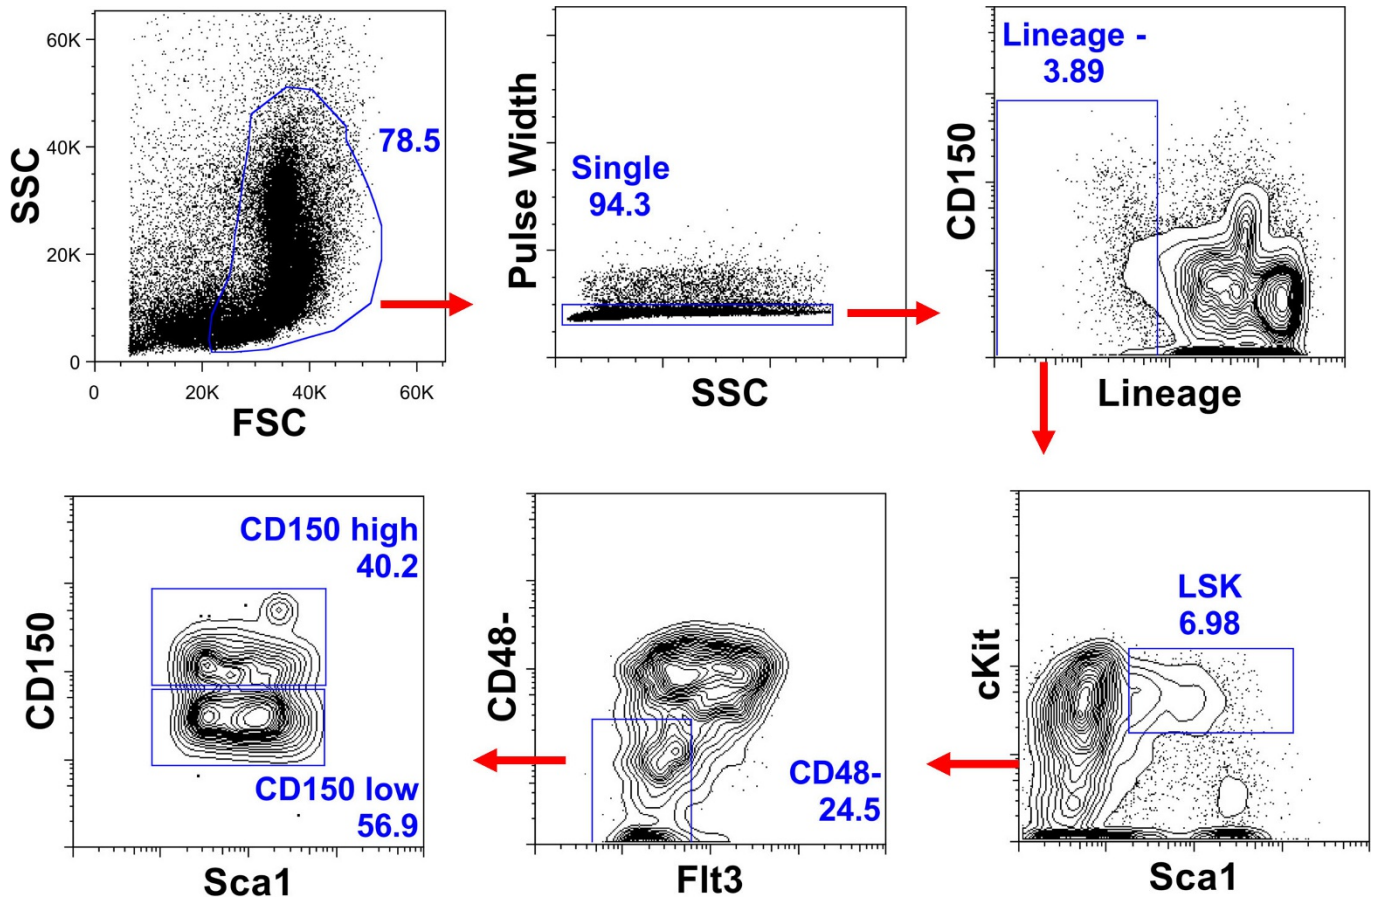 60K
40K
20K
0
SSC
78.5
0
20K
40K
60K
FSC
Pulse Width
Single
94.3
SSC
CD150
Lineage -
3.89
Lineage
CD150
CD150 high
40.2
CD150 low
56.9
Sca1
CD48-
CD48-
24.5
Flt3
cKit
LSK
6.98
Sca1